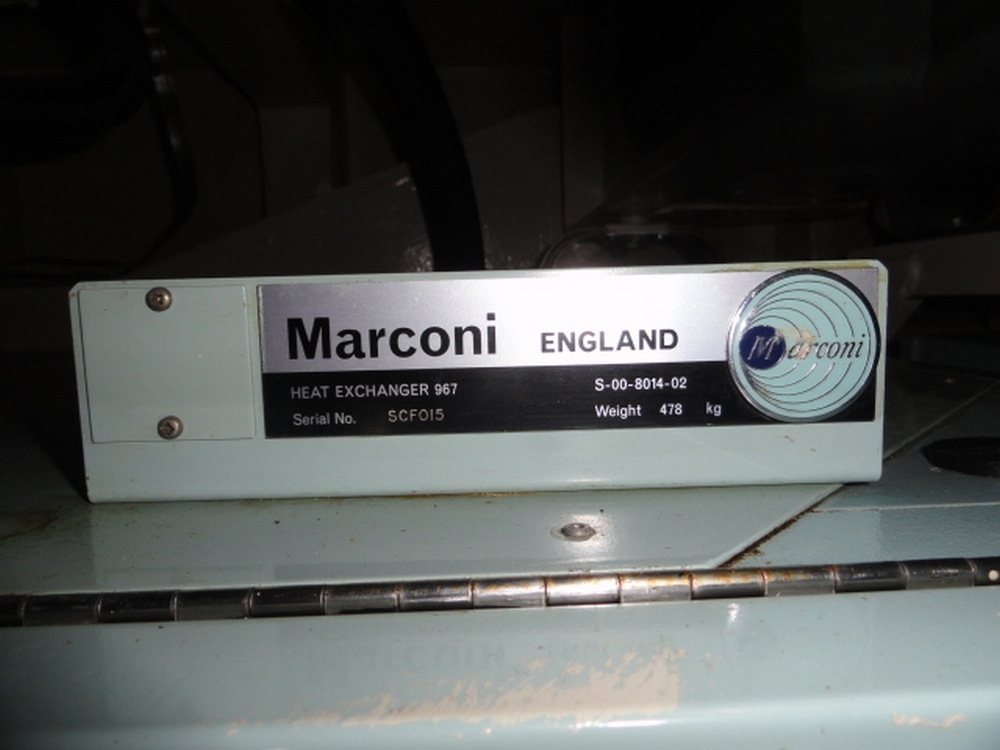 Marconi ENGLAND
HEAT EXCHANGER 967
S-00-8014-02
Serial No. SCF015
Weight 478 kg
Marconi